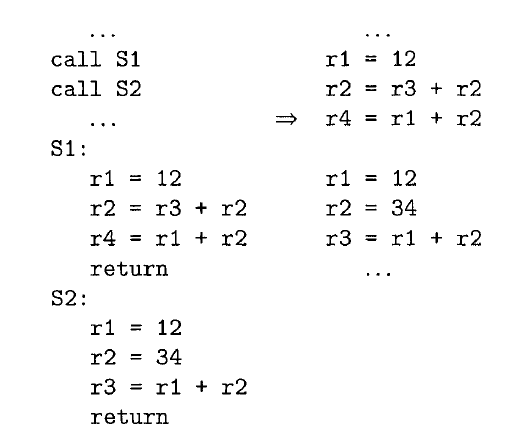 ... ...
call S1 r1 = 12
call S2 r2 = r3 + r2
... ⇒ r4 = r1 + r2
S1:
r1 = 12 r1 = 12
r2 = r3 + r2 r2 = 34
r4 = r1 + r2 r3 = r1 + r2
return ...
S2:
r1 = 12
r2 = 34
r3 = r1 + r2
return